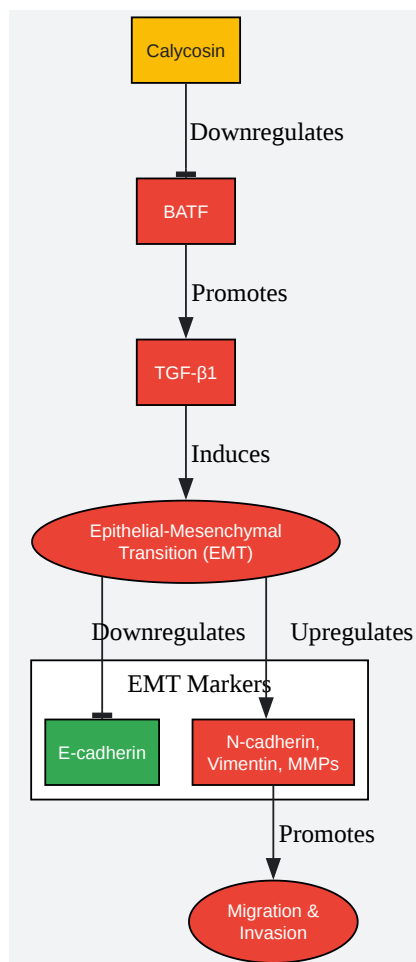 Calycosin
Downregulates
BATF
Promotes
TGF-β1
Induces
Epithelial-Mesenchymal
Transition (EMT)
Downregulates
Upregulates
EMT Markers
E-cadherin
N-cadherin,
Vimentin, MMPs
Promotes
Migration &
Invasion